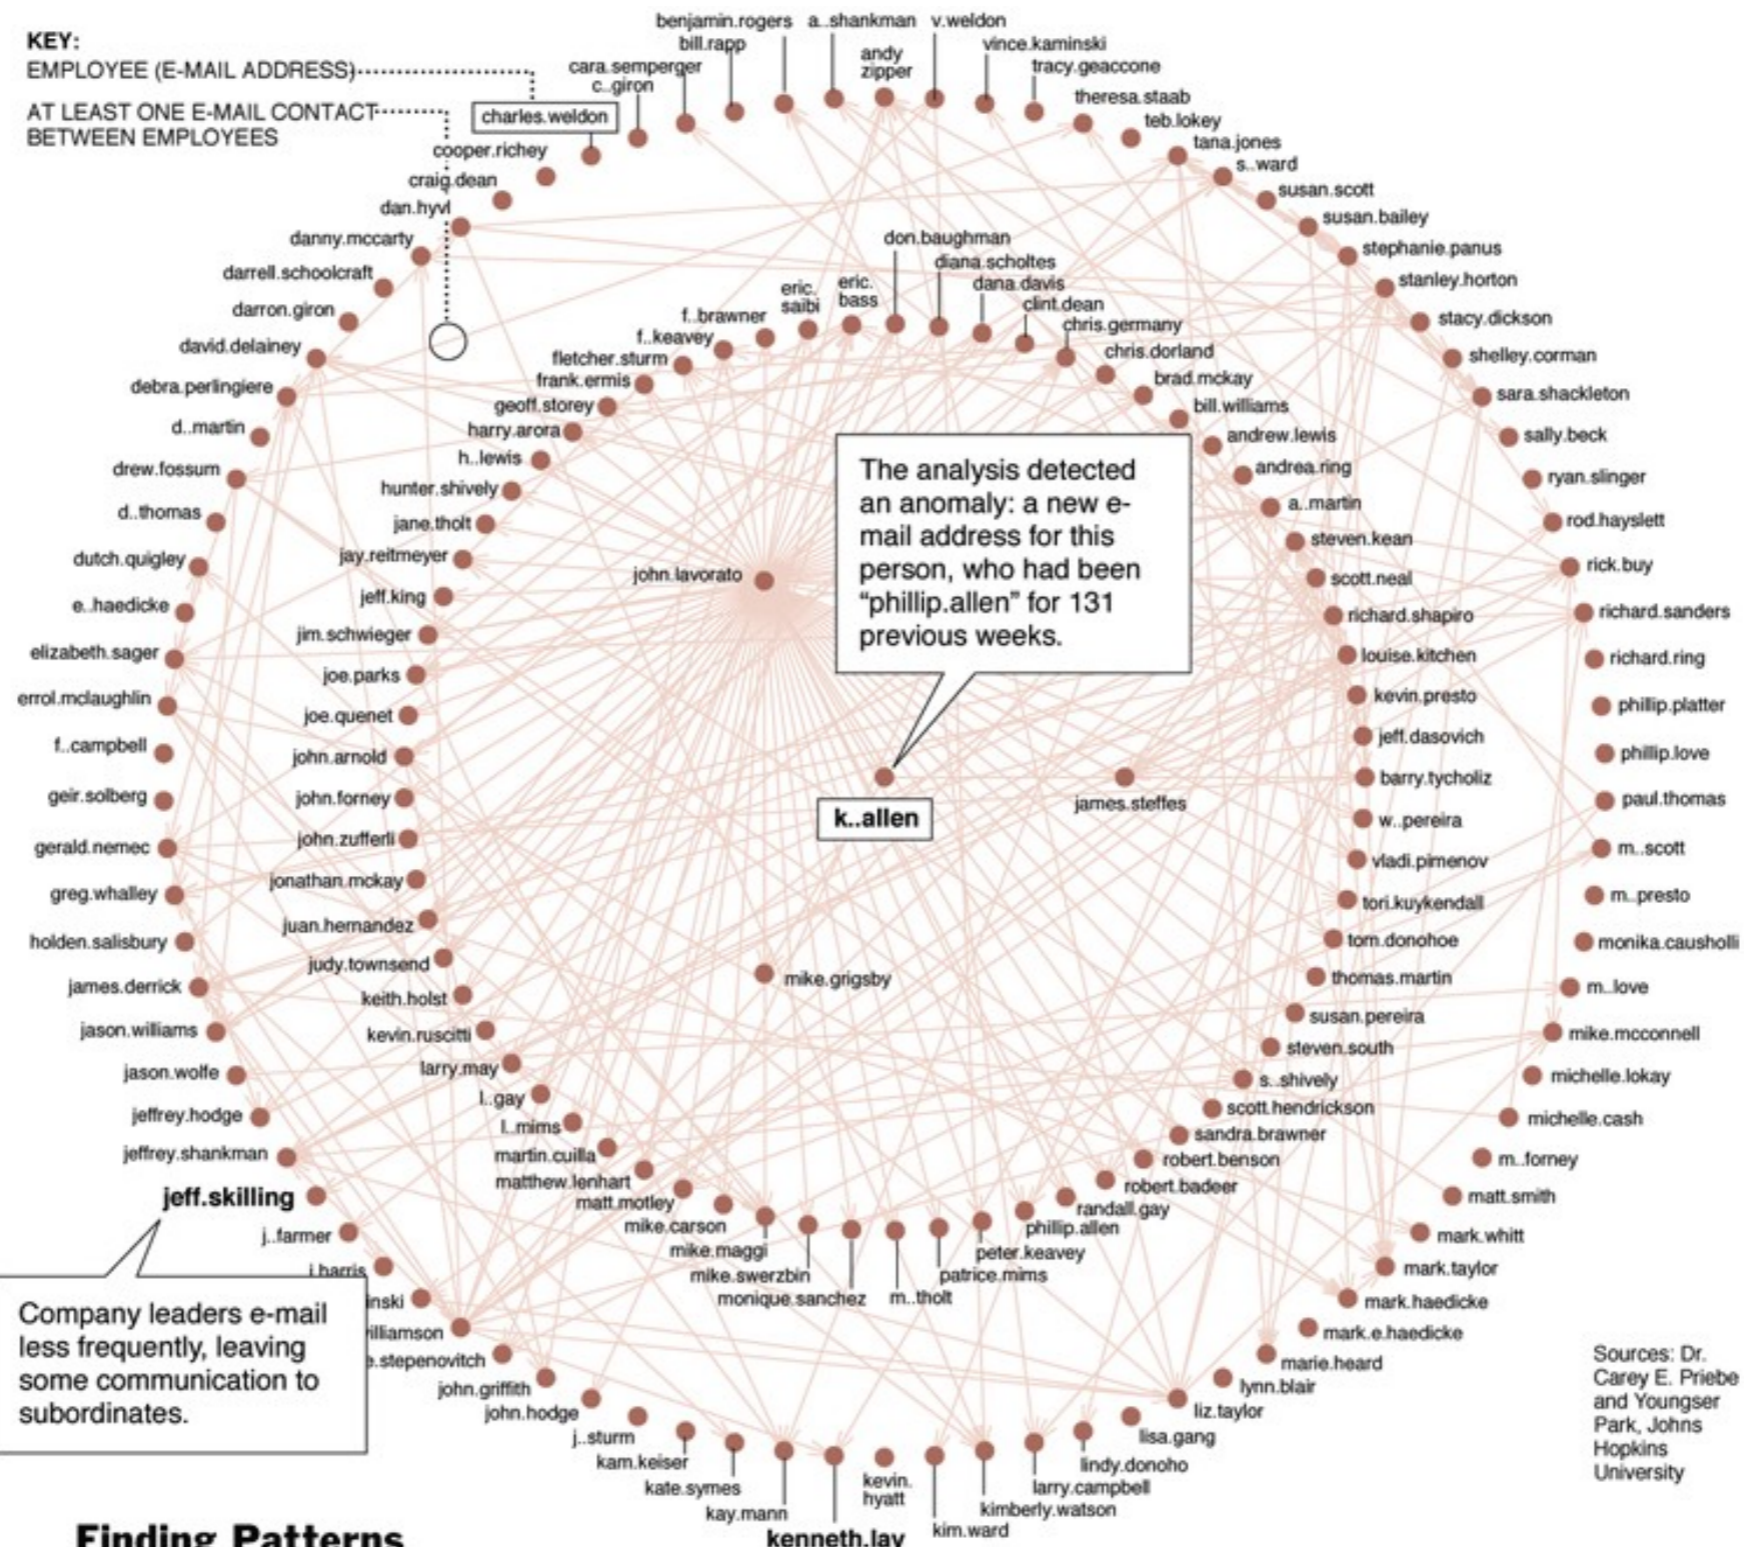 KEY:
EMPLOYEE (E-MAIL ADDRESS)
AT LEAST ONE E-MAIL CONTACT
BETWEEN EMPLOYEES
benjamin.rogers
a..shankman
v.weldon
bill.rapp
andy
zipper
vince.kaminski
cara.semperger
tracy.geaccone
c..giron
theresa.staab
charles.weldon
teb.lokey
cooper.richey
tana.jones
s..ward
craig.dean
susan.scott
dan.hyvl
susan.bailey
danny.mccarty
stephanie.panus
darrell.schoolcraft
stanley.horton
darron.giron
stacy.dickson
david.delainey
shelley.corman
debra.perlingiere
sara.shackleton
d..martin
sally.beck
drew.fossum
ryan.slinger
d..thomas
rod.hayslett
dutch.quigley
rick.buy
e..haedicke
richard.sanders
elizabeth.sager
richard.ring
errol.mclaughlin
phillip.platter
f..campbell
phillip.love
geir.solberg
paul.thomas
gerald.nemec
m..scott
greg.whalley
m..presto
holden.salisbury
monika.causholli
james.derrick
m..love
jason.williams
mike.mcconnell
jason.wolfe
michelle.lokay
jeffrey.hodge
michelle.cash
jeffrey.shankman
m..forney
jeff.skilling
matt.smith
j..farmer
mark.whitt
j.harris
mark.taylor
inski
mark.haedicke
illiamson
mark.e.haedicke
e.stepenovitch
marie.heard
john.griffith
lynn.blair
john.hodge
liz.taylor
j..sturm
lisa.gang
kam.keiser
lindy.donoho
kate.symes
larry.campbell
kay.mann
kimberly.watson
kenneth.lay
kevin.
hyatt
kim.ward
don.baughman
diana.scholtes
dana.davis
clint.dean
chris.germany
chris.dorland
brad.mckay
bill.williams
andrew.lewis
andrea.ring
a..martin
steven.kean
scott.neal
richard.shapiro
louise.kitchen
kevin.presto
jeff.dasovich
barry.tycholiz
w..pereira
vladi.pimenov
tori.kuykendall
tom.donohoe
thomas.martin
susan.pereira
steven.south
s..shively
scott.hendrickson
sandra.brawner
robert.benson
robert.badeer
randall.gay
phillip.allen
peter.keavey
patrice.mims
m..tholt
monique.sanchez
mike.swerzbin
mike.maggi
mike.carson
matt.motley
matthew.lenhart
martin.cuilla
l..mims
l..gay
larry.may
kevin.ruscitti
keith.holst
judy.townsend
juan.hernandez
jonathan.mckay
john.zufferli
john.forney
john.arnold
joe.quenet
joe.parks
jim.schwieger
jeff.king
jay.reitmeyer
jane.tholt
hunter.shively
h..lewis
harry.arora
geoff.storey
frank.ermis
fletcher.sturm
f..keavey
f..brawner
eric.
saibi
eric.
bass
john.lavorato
The analysis detected
an anomaly: a new e-
mail address for this
person, who had been
“phillip.allen” for 131
previous weeks.
k..allen
james.steffes
mike.grigsby
Company leaders e-mail
less frequently, leaving
some communication to
subordinates.
Sources: Dr.
Carey E. Priebe
and Youngser
Park, Johns
Hopkins
University
Finding Patterns